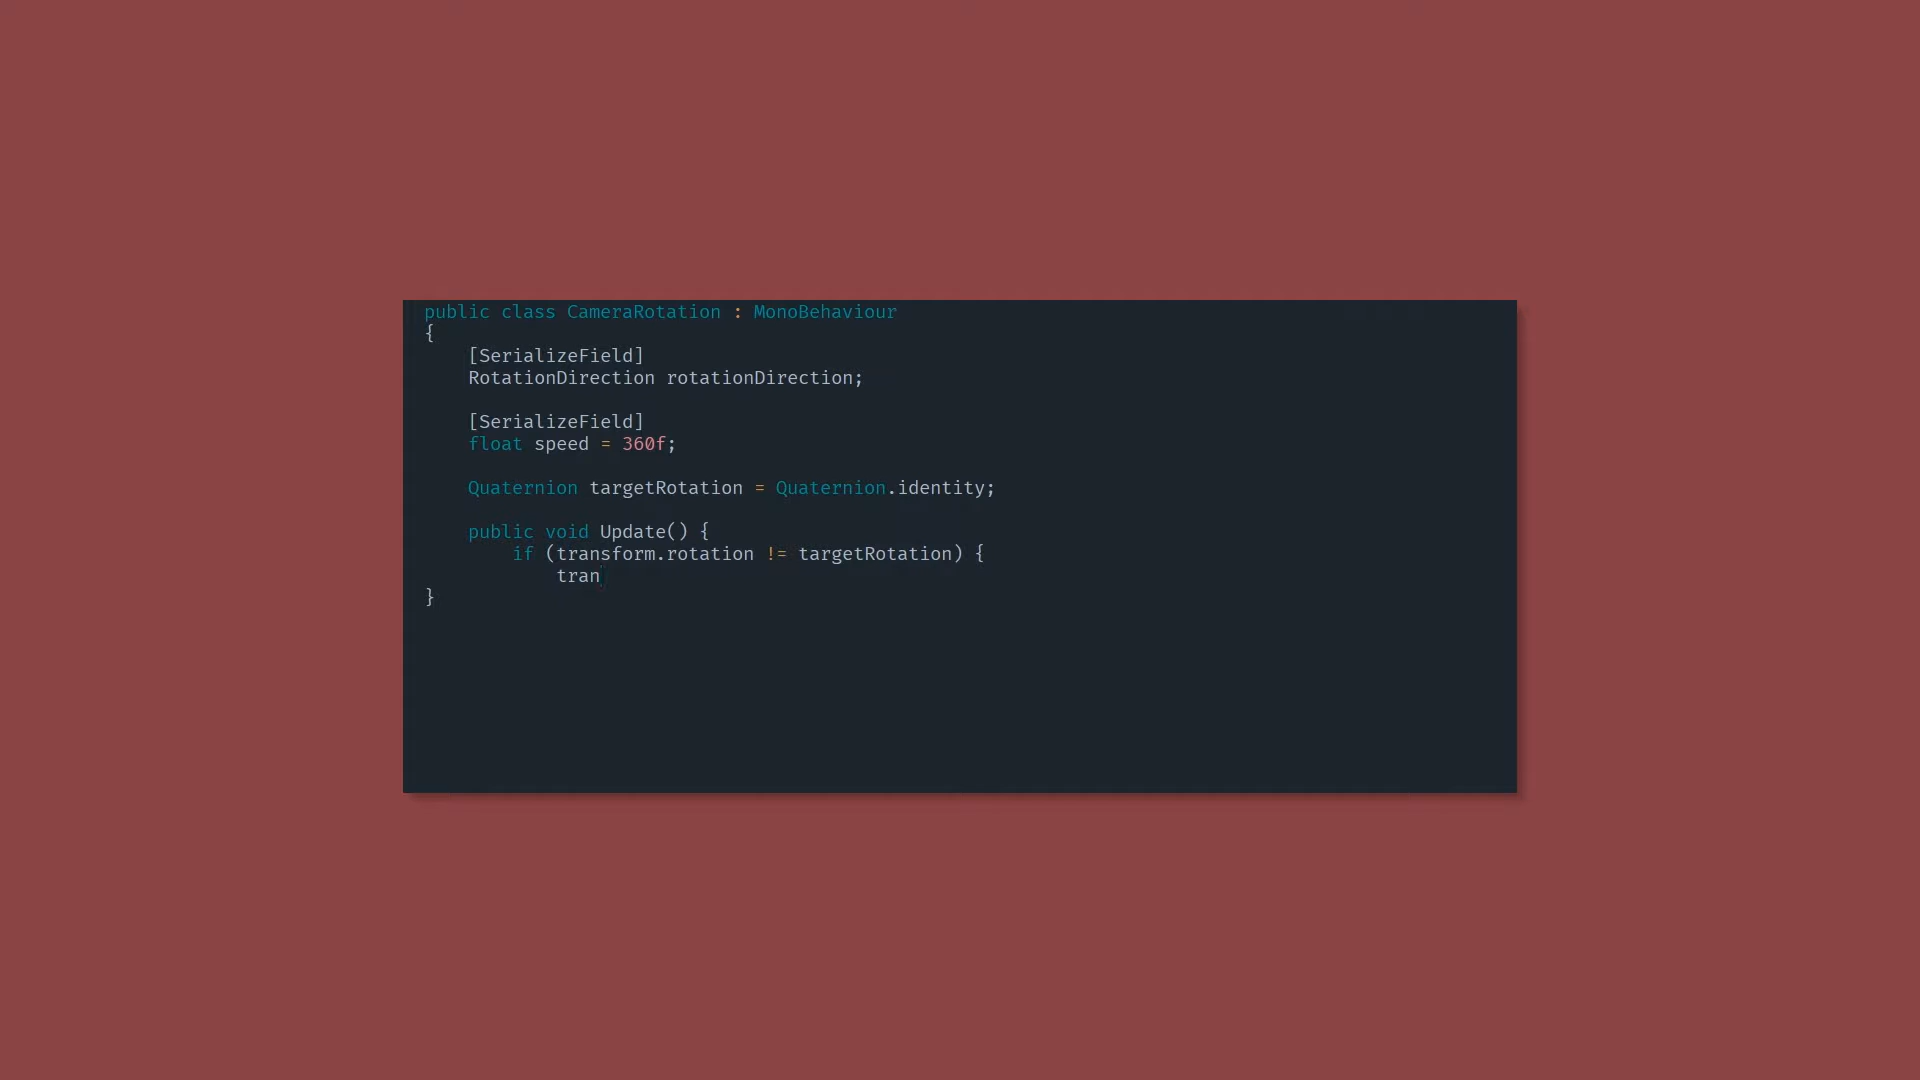 public class CameraRotation : MonoBehaviour
{
[SerializeField]
RotationDirection rotationDirection;
[SerializeField]
float speed = 360f;
Quaternion targetRotation = Quaternion.identity;
public void Update() {
if (transform.rotation != targetRotation) {
tran
}